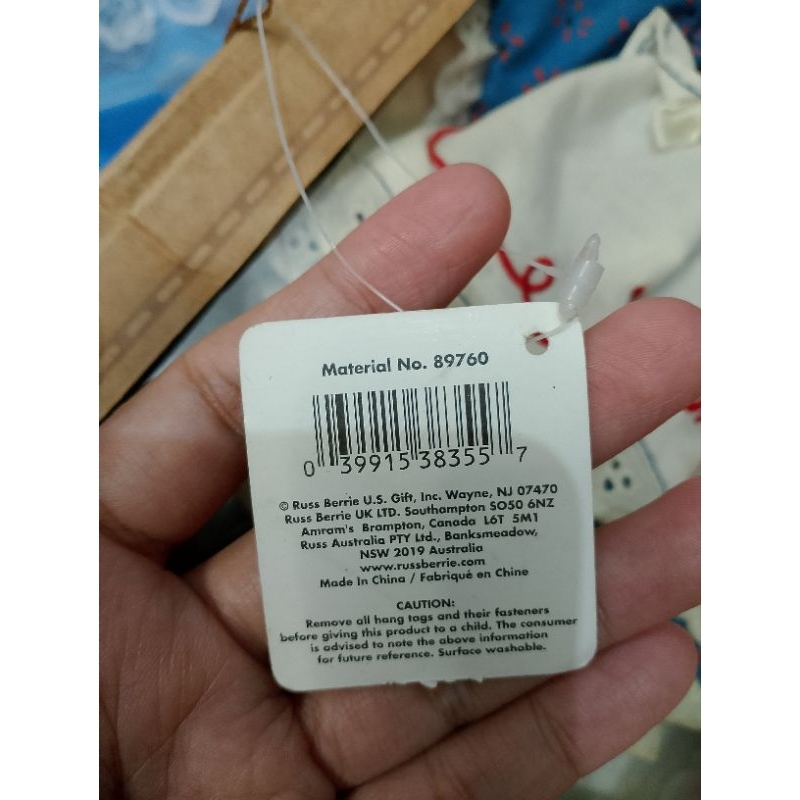 Material No. 89760
0 39915 38355 7
© Russ Berrie U.S. Gift, Inc. Wayne, NJ 07470
Russ Berrie UK LTD. Southampton SO50 6NZ
Amram's Brampton, Canada L6T 5M1
Russ Australia PTY Ltd., Banksmeadow,
NSW 2019 Australia
www.russberrie.com
Made In China / Fabriqué en Chine
CAUTION:
Remove all hang tags and their fasteners
before giving this product to a child. The consumer
is advised to note the above information
for future reference. Surface washable.